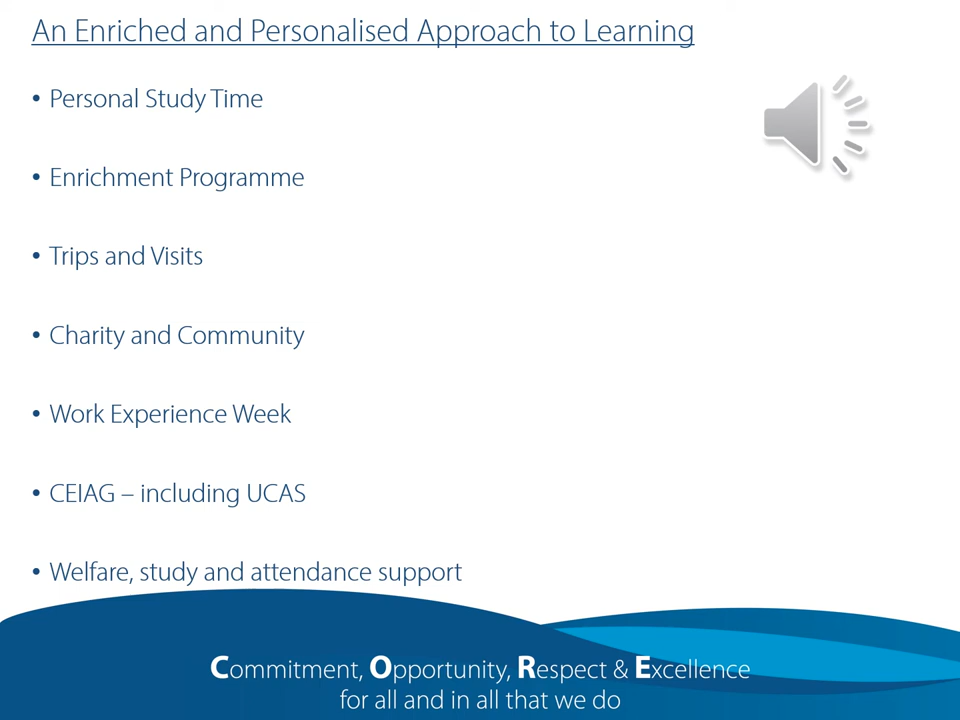 An Enriched and Personalised Approach to Learning
• Personal Study Time
• Enrichment Programme
• Trips and Visits
• Charity and Community
• Work Experience Week
• CEIAG – including UCAS
• Welfare, study and attendance support
Commitment, Opportunity, Respect & Excellence
for all and in all that we do